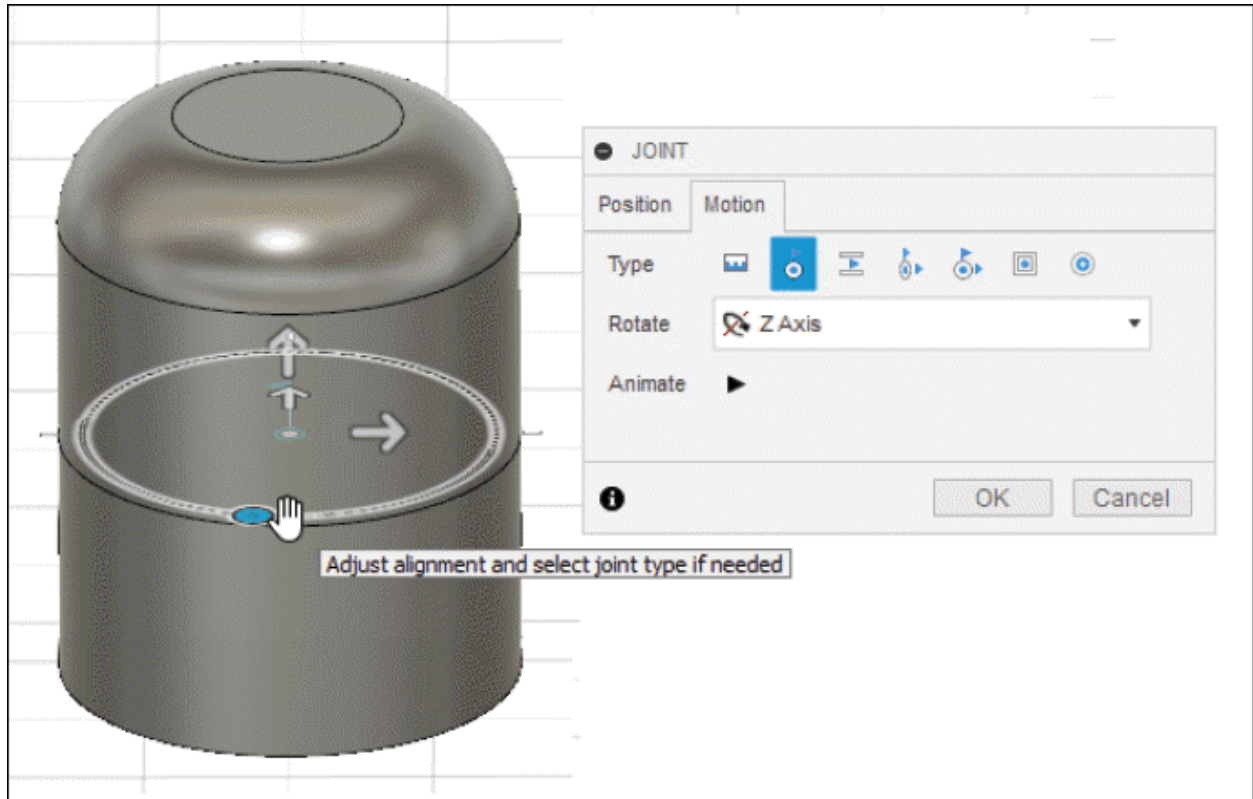 JOINT
Position Motion
Type
Rotate Z Axis
Animate
OK Cancel
Adjust alignment and select joint type if needed